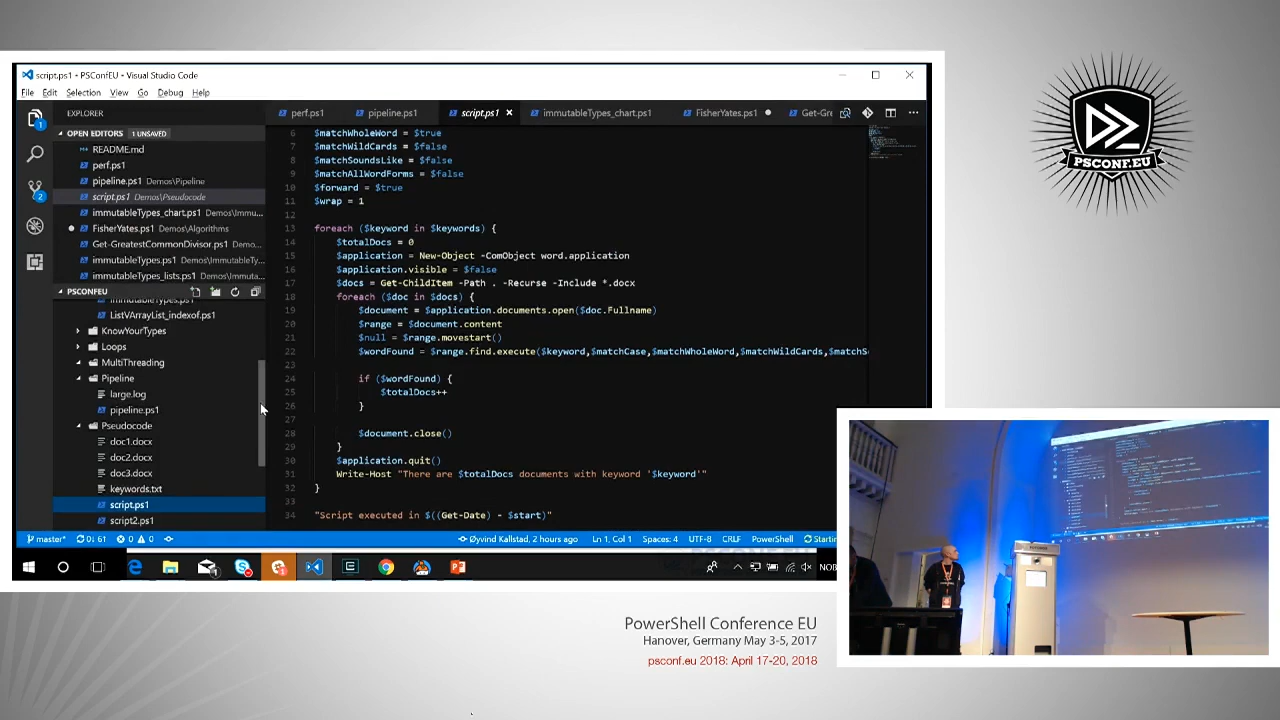 script.ps1 • PSConfEU • Visual Studio Code
File Edit Selection View Go Debug Help
EXPLORER
perf.ps1 pipeline.ps1 script.ps1 immutableTypes_chart.ps1 FisherYates.ps1 Get-Gre
OPEN EDITORS 1 UNSAVED
README.md
perf.ps1
pipeline.ps1 Demos\Pipeline
script.ps1 Demos\Pseudocode
immutableTypes_chart.ps1 Demos\Immu...
FisherYates.ps1 Demos\Algorithms
Get-GreatestCommonDivisor.ps1 Demo...
immutableTypes.ps1 Demos\ImmutableTy...
immutableTypes_lists.ps1 Demos\Immuta...
PSCONFEU
immutableTypes.ps1
ListVArrayList_indexof.ps1
KnowYourTypes
Loops
MultiThreading
Pipeline
large.log
pipeline.ps1
Pseudocode
doc1.docx
doc2.docx
doc3.docx
keywords.txt
script.ps1
script2.ps1
6 $matchWholeWord = $true
7 $matchWildCards = $false
8 $matchSoundsLike = $false
9 $matchAllWordForms = $false
10 $forward = $true
11 $wrap = 1
12
13 foreach ($keyword in $keywords) {
14 $totalDocs = 0
15 $application = New-Object -ComObject word.application
16 $application.visible = $false
17 $docs = Get-ChildItem -Path . -Recurse -Include *.docx
18 foreach ($doc in $docs) {
19 $document = $application.documents.open($doc.Fullname)
20 $range = $document.content
21 $null = $range.movestart()
22 $wordFound = $range.find.execute($keyword,$matchCase,$matchWholeWord,$matchWildCards,$matchS
23
24 if ($wordFound) {
25 $totalDocs++
26 }
27
28 $document.close()
29 }
30 $application.quit()
31 Write-Host "There are $totalDocs documents with keyword '$keyword'"
32 }
33
34 "Script executed in $((Get-Date) - $start)"
master* 0↓ 6↑ 0 0 Øyvind Kallstad, 2 hours ago Ln 1, Col 1 Spaces: 4 UTF-8 CRLF PowerShell Startin
NOB
PSCONF.EU
PowerShell Conference EU
Hanover, Germany May 3-5, 2017
psconf.eu 2018: April 17-20, 2018